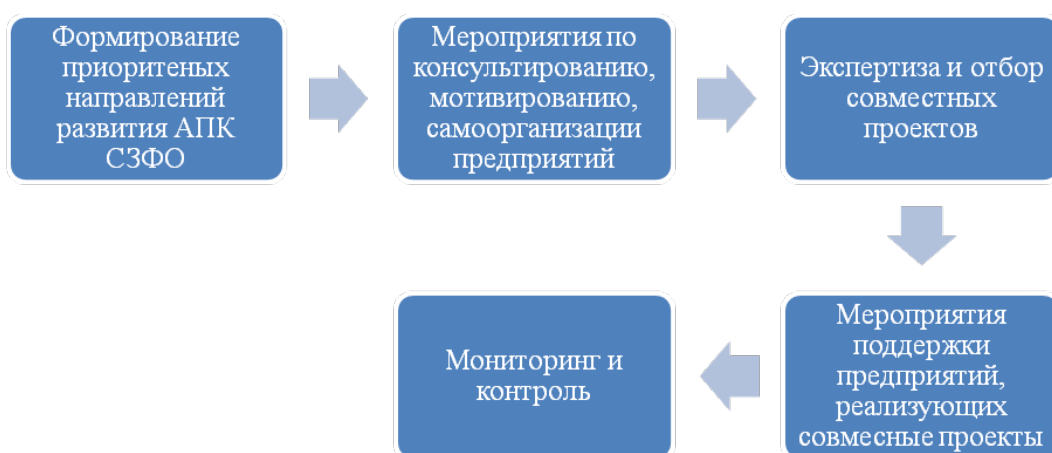 Формирование
приоритеных
направлений
развития АПК
СЗФО
Мероприятия по
консультированию,
мотивированию,
самоорганизации
предприятий
Экспертиза и отбор
совместных
проектов
Мероприятия
поддержки
предприятий,
реализующих
совмесные проекты
Мониторинг и
контроль